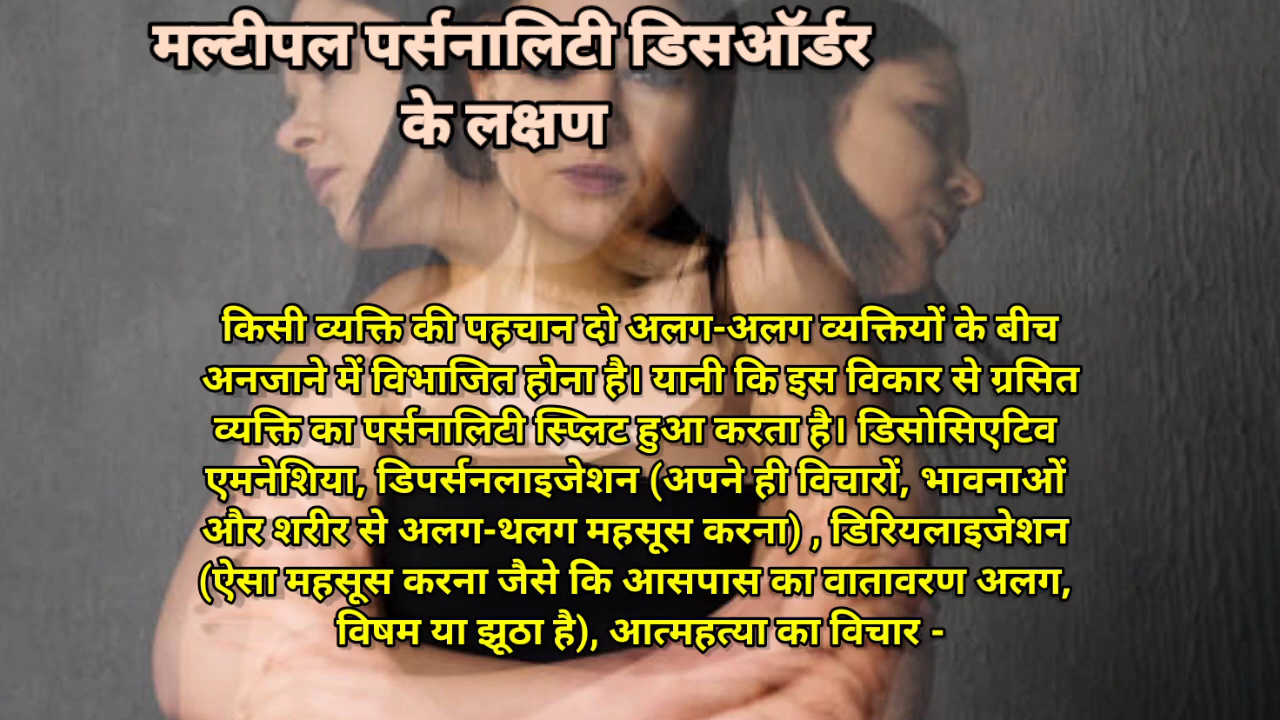 मल्टीपल पर्सनालिटी डिसऑर्डर
के लक्षण
किसी व्यक्ति की पहचान दो अलग-अलग व्यक्तियों के बीच
अनजाने में विभाजित होना है। यानी कि इस विकार से ग्रसित
व्यक्ति का पर्सनालिटी स्प्लिट हुआ करता है। डिसोसिएटिव
एमनेशिया, डिपर्सनलाइजेशन (अपने ही विचारों, भावनाओं
और शरीर से अलग-थलग महसूस करना) , डिरियलाइजेशन
(ऐसा महसूस करना जैसे कि आसपास का वातावरण अलग,
विषम या झूठा है), आत्महत्या का विचार -